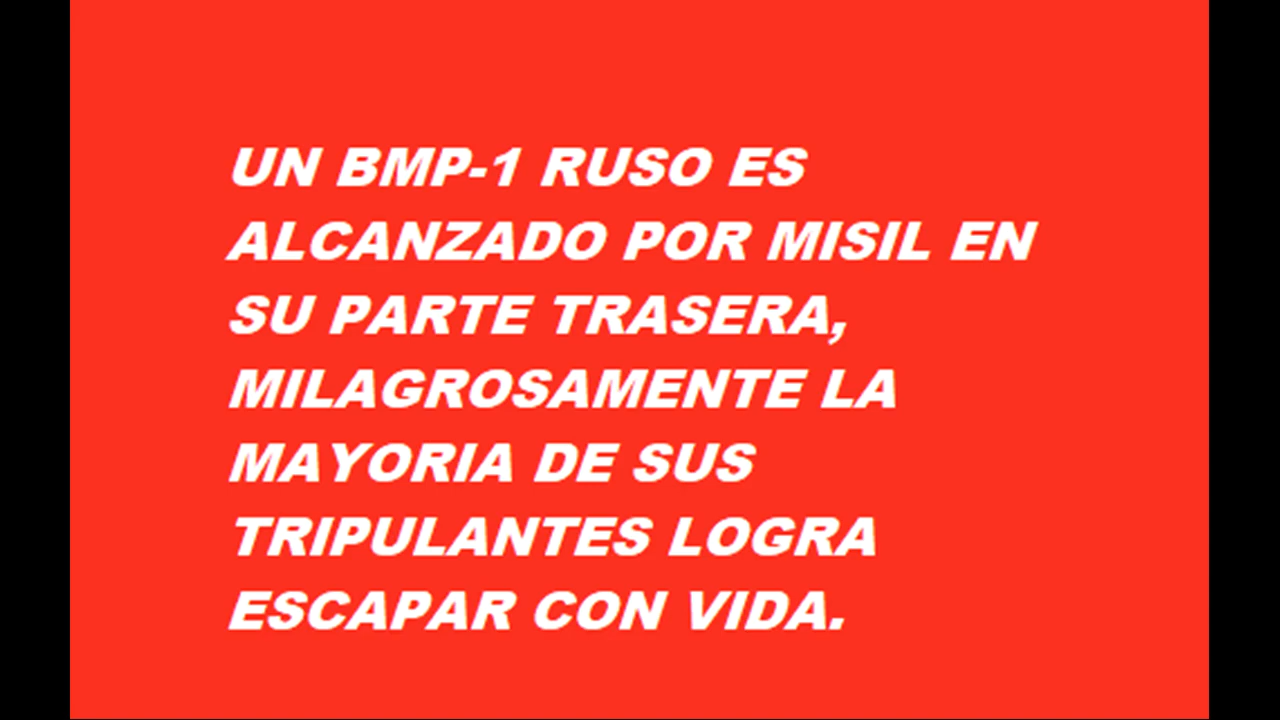 UN BMP-1 RUSO ES
ALCANZADO POR MISIL EN
SU PARTE TRASERA,
MILAGROSAMENTE LA
MAYORIA DE SUS
TRIPULANTES LOGRA
ESCAPAR CON VIDA.